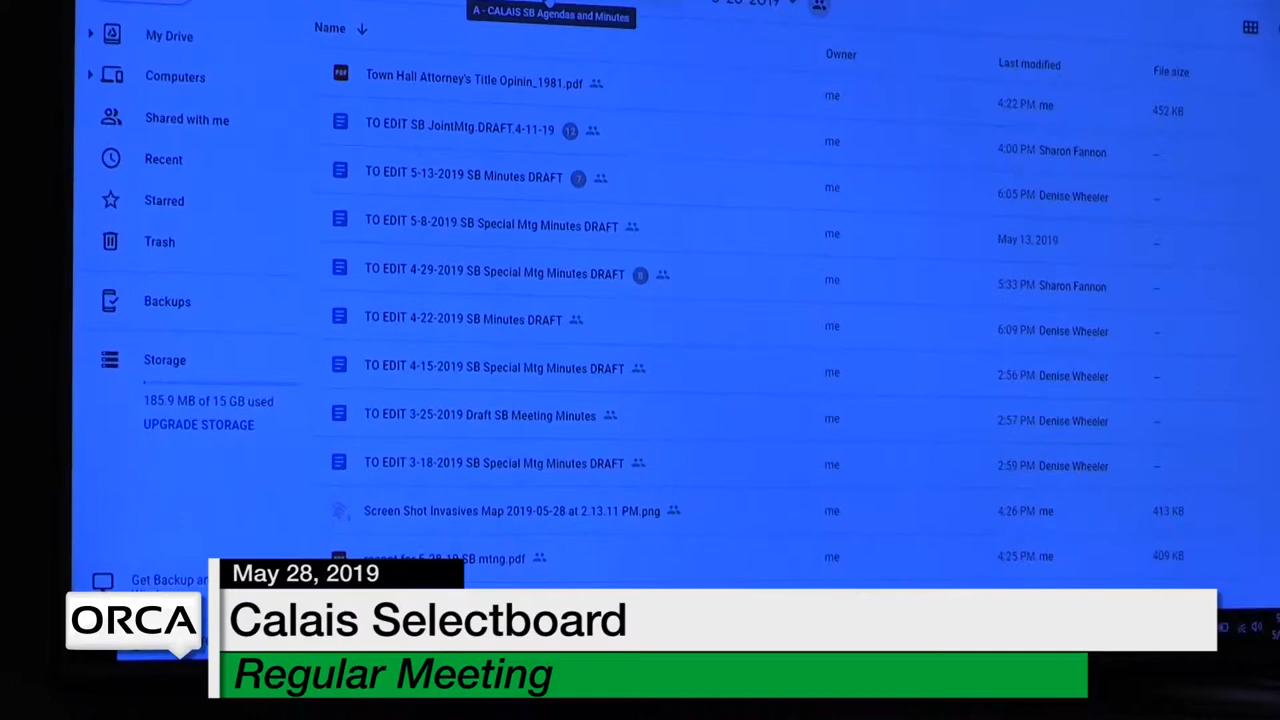 A - CALAIS SB Agendas and Minutes
My Drive
Computers
Shared with me
Recent
Starred
Trash
Backups
Storage
185.9 MB of 15 GB used
UPGRADE STORAGE
Get Backup
Name Owner Last modified File size
Town Hall Attorney's Title Opinin_1981.pdf me 4:22 PM me 452 KB
TO EDIT SB JointMtg.DRAFT.4-11-19 12 me 4:00 PM Sharon Fannon –
TO EDIT 5-13-2019 SB Minutes DRAFT 7 me 6:05 PM Denise Wheeler –
TO EDIT 5-8-2019 SB Special Mtg Minutes DRAFT me May 13, 2019 –
TO EDIT 4-29-2019 SB Special Mtg Minutes DRAFT 8 me 5:33 PM Sharon Fannon –
TO EDIT 4-22-2019 SB Minutes DRAFT me 6:09 PM Denise Wheeler –
TO EDIT 4-15-2019 SB Special Mtg Minutes DRAFT me 2:56 PM Denise Wheeler –
TO EDIT 3-25-2019 Draft SB Meeting Minutes me 2:57 PM Denise Wheeler –
TO EDIT 3-18-2019 SB Special Mtg Minutes DRAFT me 2:59 PM Denise Wheeler –
Screen Shot Invasives Map 2019-05-28 at 2.13.11 PM.png me 4:26 PM me 413 KB
SB mtng.pdf me 4:25 PM me 409 KB
May 28, 2019
ORCA
Calais Selectboard
Regular Meeting